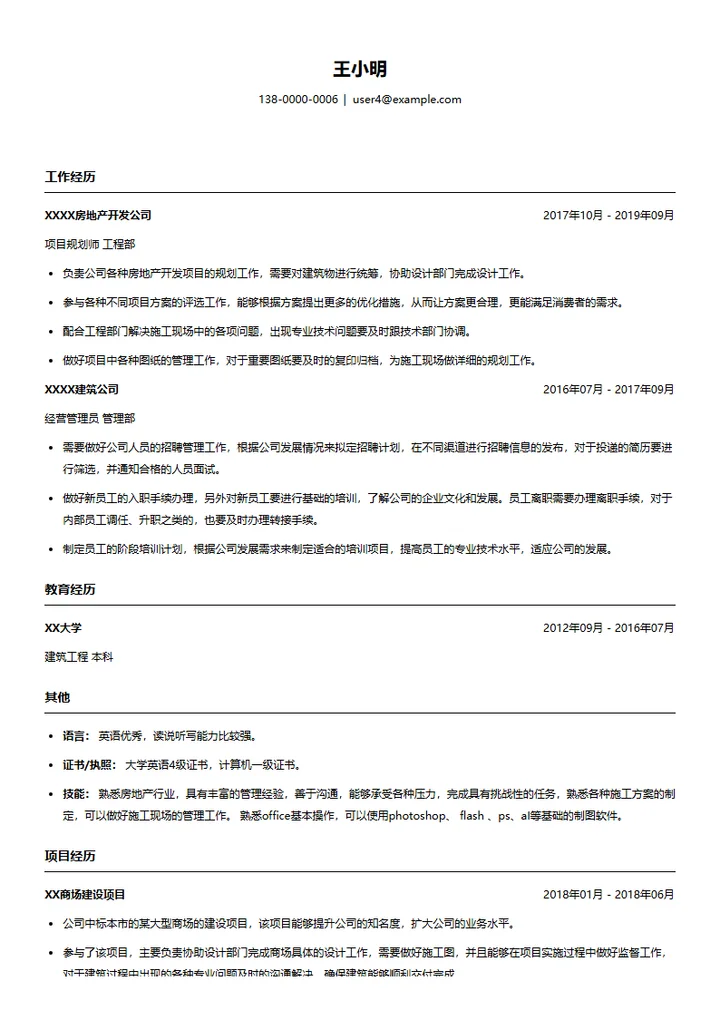 王小明
138-0000-0006 | user4@example.com
工作经历
XXXX房地产开发公司 2017年10月 - 2019年09月
项目规划师 工程部
• 负责公司各种房地产开发项目的规划工作，需要对建筑物进行统筹，协助设计部门完成设计工作。
• 参与各种不同项目方案的评选工作，能够根据方案提出更多的优化措施，从而让方案更合理，更能满足消费者的需求。
• 配合工程部门解决施工现场中的各项问题，出现专业技术问题要及时跟技术部门协调。
• 做好项目中各种图纸的管理工作，对于重要图纸要及时的复印归档，为施工现场做详细的规划工作。
XXXX建筑公司 2016年07月 - 2017年09月
经营管理员 管理部
• 需要做好公司人员的招聘管理工作，根据公司发展情况来拟定招聘计划，在不同渠道进行招聘信息的发布，对于投递的简历要进
行筛选，并通知合格的人员面试。
• 做好新员工的入职手续办理，另外对新员工要进行基础的培训，了解公司的企业文化和发展。员工离职需要办理离职手续，对于
内部员工调任、升职之类的，也要及时办理转接手续。
• 制定员工的阶段培训计划，根据公司发展需求来制定适合的培训项目，提高员工的专业技术水平，适应公司的发展。
教育经历
XX大学 2012年09月 - 2016年07月
建筑工程 本科
其他
• 语言： 英语优秀，读说听写能力比较强。
• 证书/执照： 大学英语4级证书，计算机一级证书。
• 技能： 熟悉房地产行业，具有丰富的管理经验，善于沟通，能够承受各种压力，完成具有挑战性的任务，熟悉各种施工方案的制
定，可以做好施工现场的管理工作。 熟悉office基本操作，可以使用photoshop、 flash 、ps、aI等基础的制图软件。
项目经历
XX商场建设项目 2018年01月 - 2018年06月
• 公司中标本市的某大型商场的建设项目，该项目能够提升公司的知名度，扩大公司的业务水平。
• 参与了该项目，主要负责协助设计部门完成商场具体的设计工作，需要做好施工图，并且能够在项目实施过程中做好监督工作，
对于建筑过程中出现的各种专业问题及时的沟通解决，确保建筑能够顺利交付完成